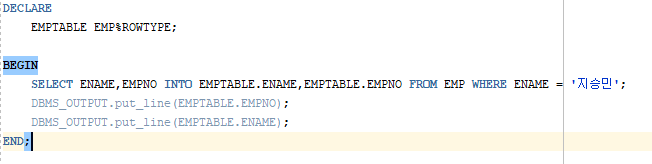 DECLARE
EMPTABLE EMP%ROWTYPE;
BEGIN
SELECT ENAME,EMPNO INTO EMPTABLE.ENAME,EMPTABLE.EMPNO FROM EMP WHERE ENAME = '지승민';
DBMS_OUTPUT.put_line(EMPTABLE.EMPNO);
DBMS_OUTPUT.put_line(EMPTABLE.ENAME);
END;